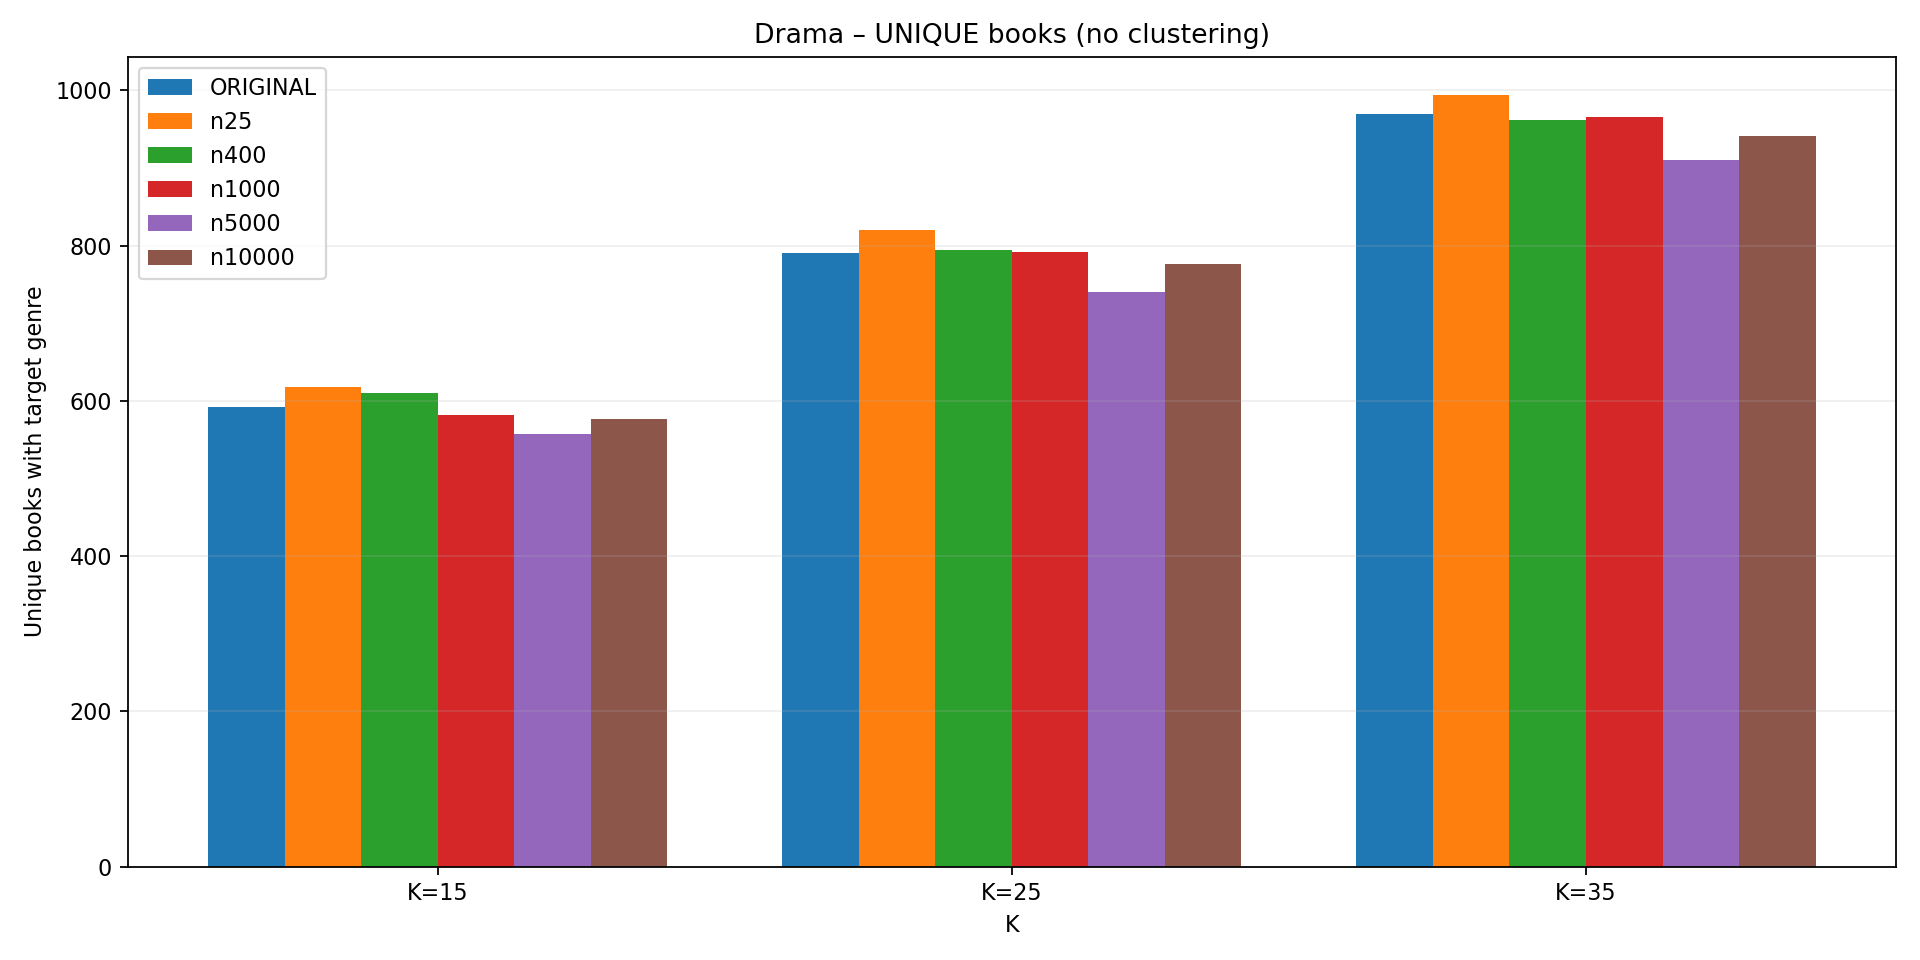 Drama – UNIQUE books (no clustering)
ORIGINAL
n25
n400
n1000
n5000
n10000
Unique books with target genre
1000
800
600
400
200
0
K=15
K=25
K=35
K